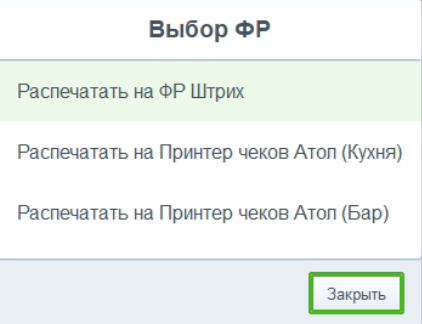 Выбор ФР
Распечатать на ФР Штрих
Распечатать на Принтер чеков Атол (Кухня)
Распечатать на Принтер чеков Атол (Бар)
Закрыть